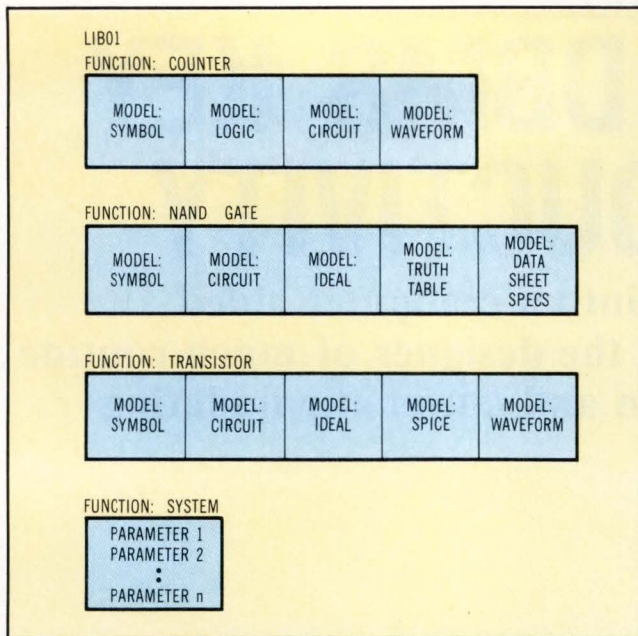 LIB01
FUNCTION: COUNTER
MODEL: SYMBOL
MODEL: LOGIC
MODEL: CIRCUIT
MODEL: WAVEFORM
FUNCTION: NAND GATE
MODEL: SYMBOL
MODEL: CIRCUIT
MODEL: IDEAL
MODEL: TRUTH TABLE
MODEL: DATA SHEET SPECS
FUNCTION: TRANSISTOR
MODEL: SYMBOL
MODEL: CIRCUIT
MODEL: IDEAL
MODEL: SPICE
MODEL: WAVEFORM
FUNCTION: SYSTEM
PARAMETER 1
PARAMETER 2
⋮
PARAMETER n